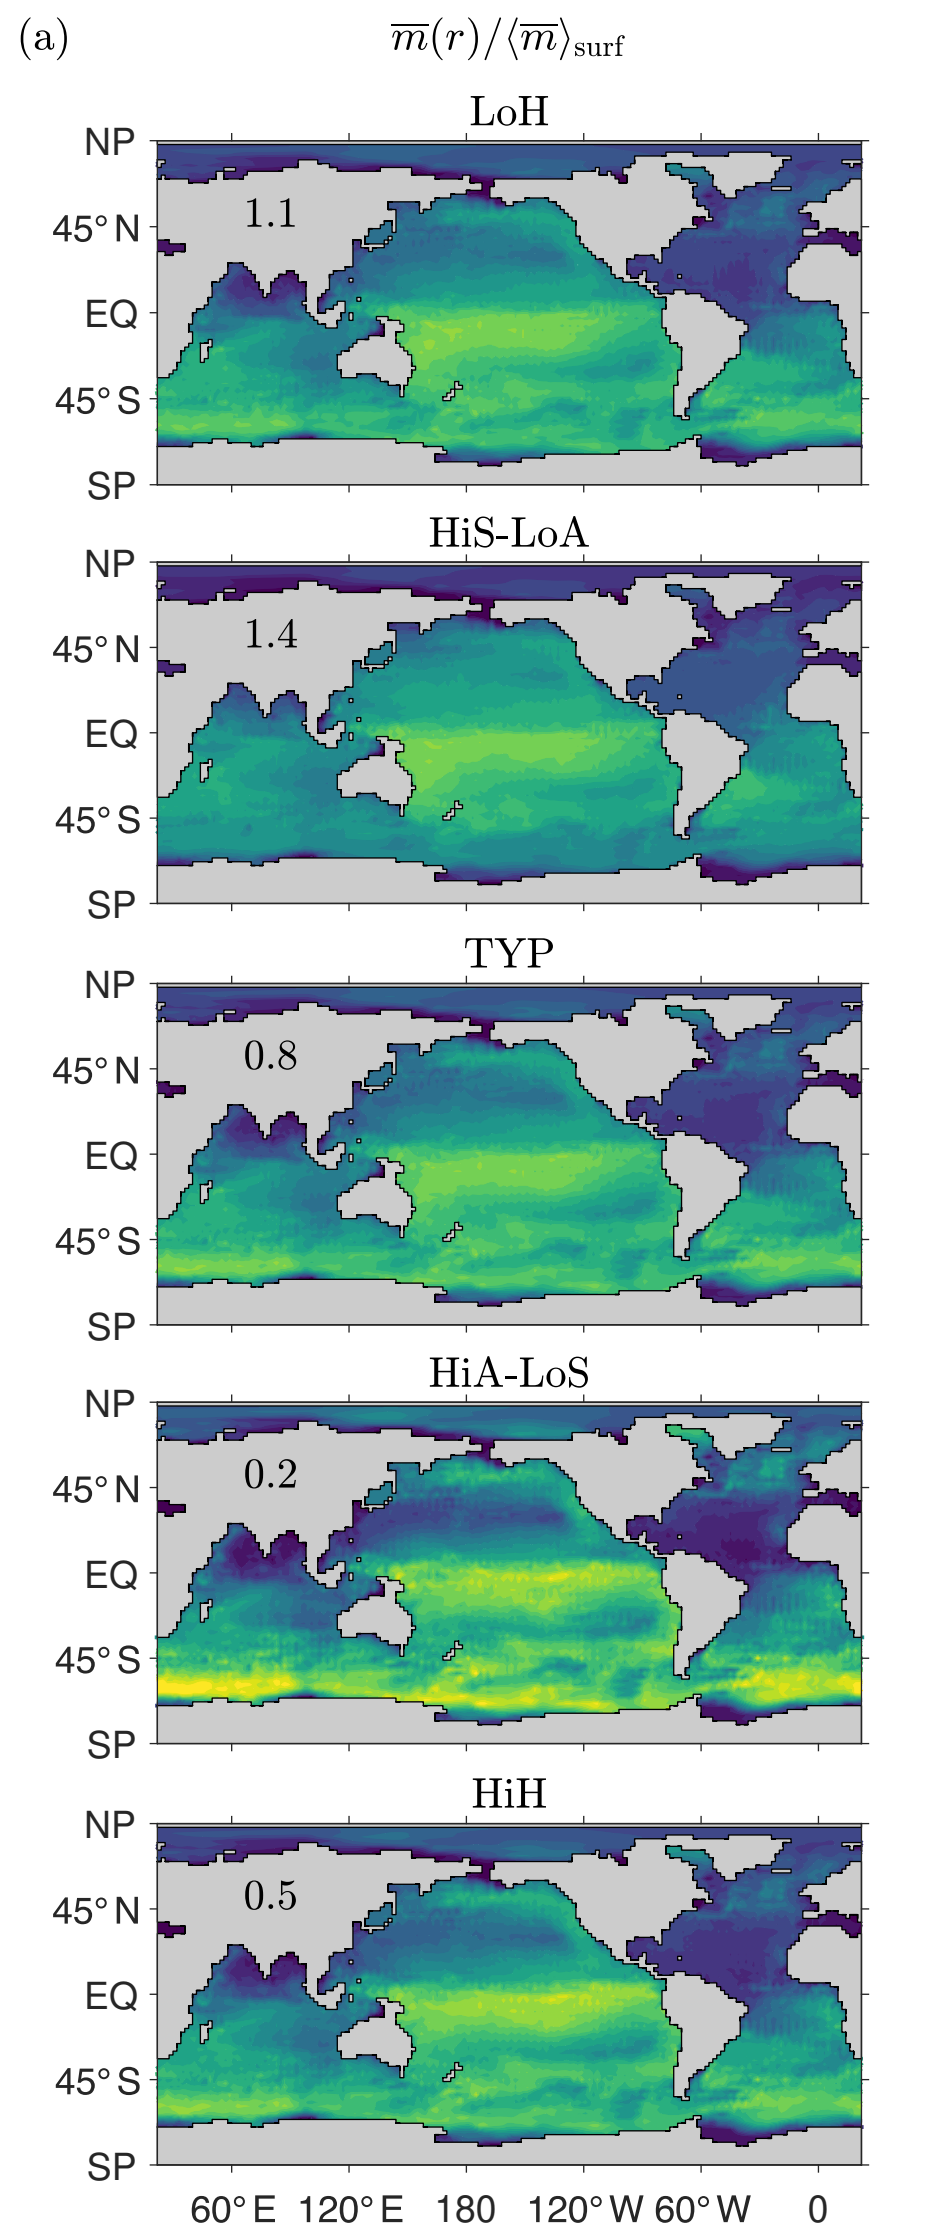 (a) m̅(r)/⟨m̅⟩surf
LoH
NP
1.1
45°N
EQ
45°S
SP
HiS-LoA
NP
1.4
45°N
EQ
45°S
SP
TYP
NP
0.8
45°N
EQ
45°S
SP
HiA-LoS
NP
0.2
45°N
EQ
45°S
SP
HiH
NP
0.5
45°N
EQ
45°S
SP
60°E 120°E 180 120°W 60°W 0